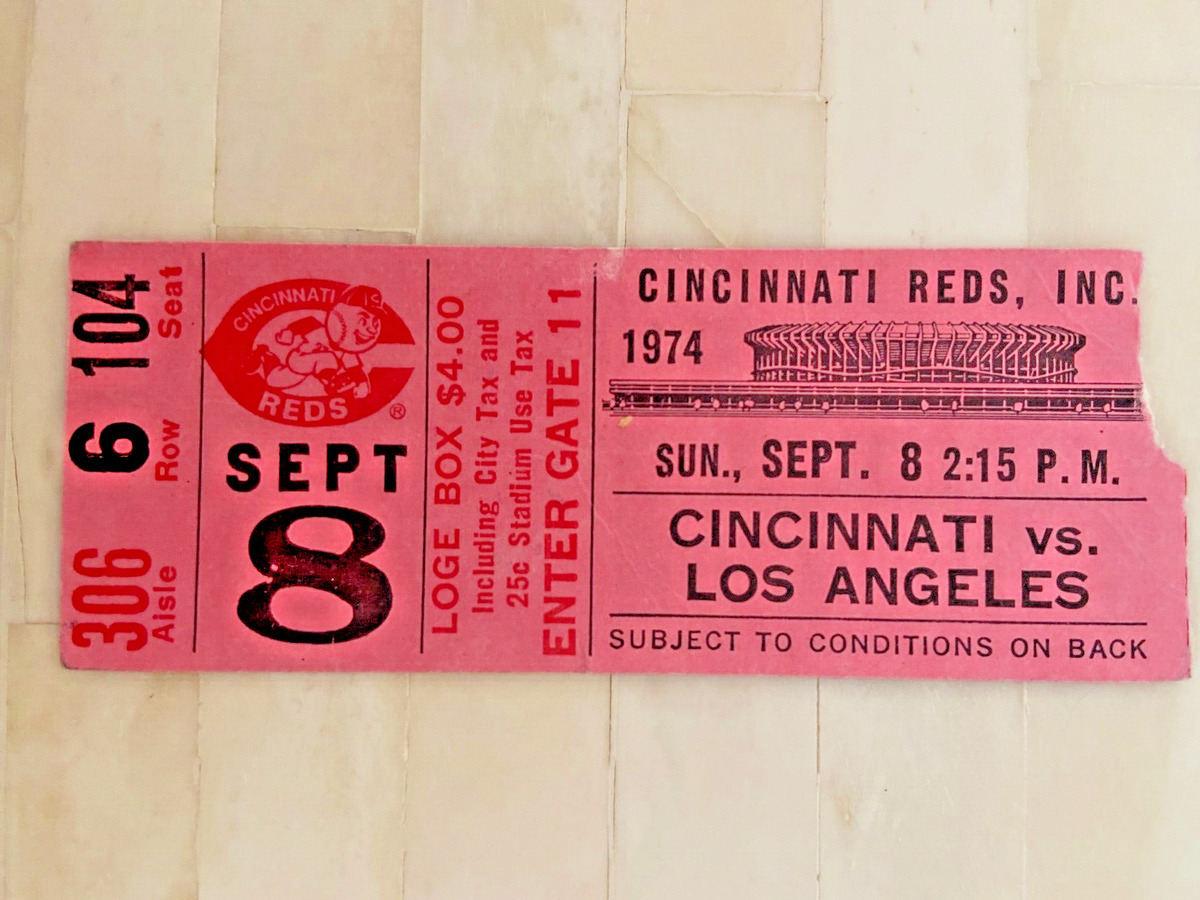 104 Seat
6 Row
306 Aisle
CINCINNATI
REDS
®
SEPT
8
LOGE BOX $4.00
Including City Tax and
25c Stadium Use Tax
ENTER GATE 11
CINCINNATI REDS, INC.
1974
SUN., SEPT. 8 2:15 P.M.
CINCINNATI vs.
LOS ANGELES
SUBJECT TO CONDITIONS ON BACK